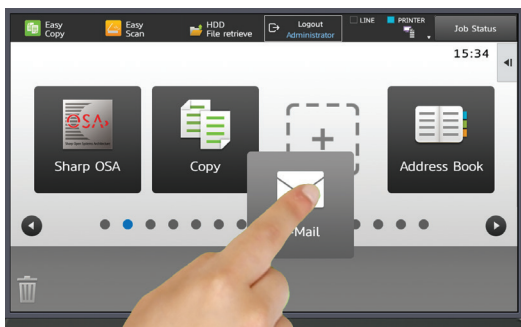 Easy
Copy
Easy
Scan
HDD
File retrieve
Logout
Administrator
LINE
PRINTER
Job Status
15:34
OSA
Sharp OSA
Copy
-Mail
Address Book